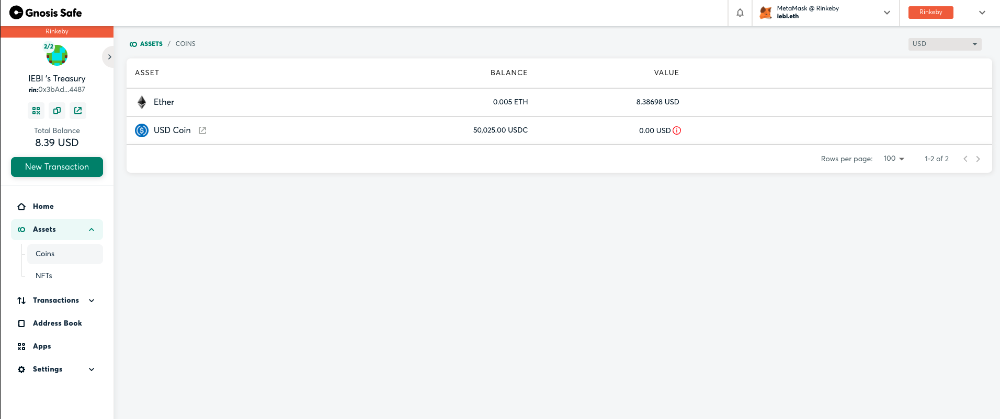 Gnosis Safe
MetaMask @ Rinkeby
iebi.eth
Rinkeby
Rinkeby
2/2
IEBI 's Treasury
rin:0x3bAd...4487
Total Balance
8.39 USD
New Transaction
Home
Assets
Coins
NFTs
Transactions
Address Book
Apps
Settings
ASSETS / COINS
USD
ASSET BALANCE VALUE
Ether 0.005 ETH 8.38698 USD
USD Coin 50,025.00 USDC 0.00 USD
Rows per page: 100 1-2 of 2